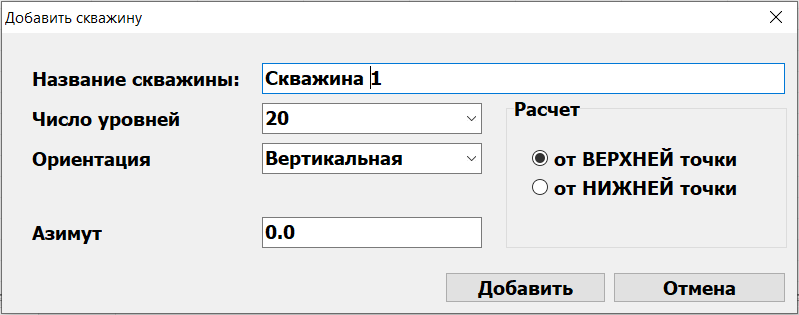 Добавить скважину
Название скважины: Скважина 1
Число уровней 20
Расчет
Ориентация Вертикальная
от ВЕРХНЕЙ точки
от НИЖНЕЙ точки
Азимут 0.0
Добавить Отмена